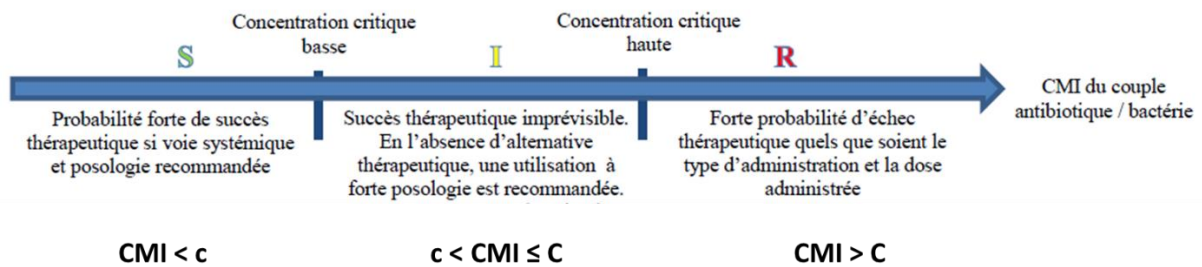 Concentration critique
basse
Concentration critique
haute
S
I
R
CMI du couple
antibiotique / bactérie
Probabilité forte de succès
thérapeutique si voie systémique
et posologie recommandée
Succès thérapeutique imprévisible.
En l’absence d’alternative
thérapeutique, une utilisation à
forte posologie est recommandée.
Forte probabilité d’échec
thérapeutique quels que soient le
type d’administration et la dose
administrée
CMI < c
c < CMI ≤ C
CMI > C